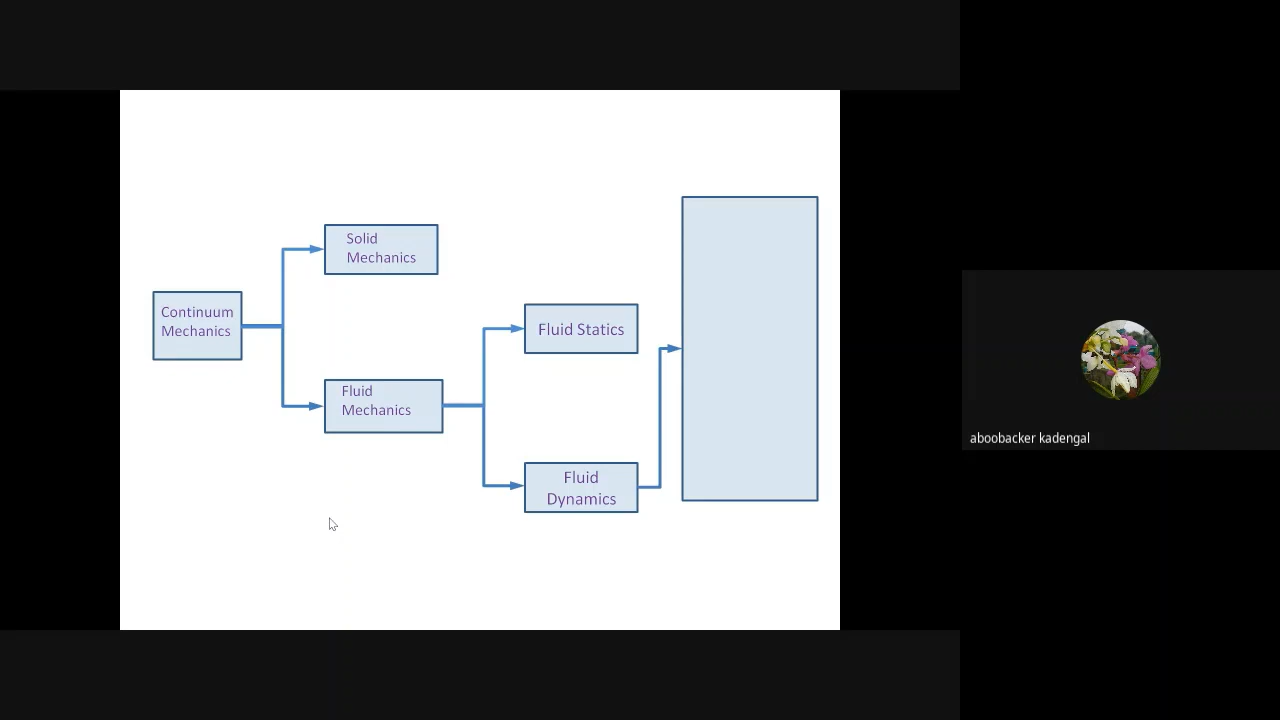 Solid
Mechanics
Continuum
Mechanics
Fluid Statics
Fluid
Mechanics
Fluid
Dynamics
aboobacker kadengal